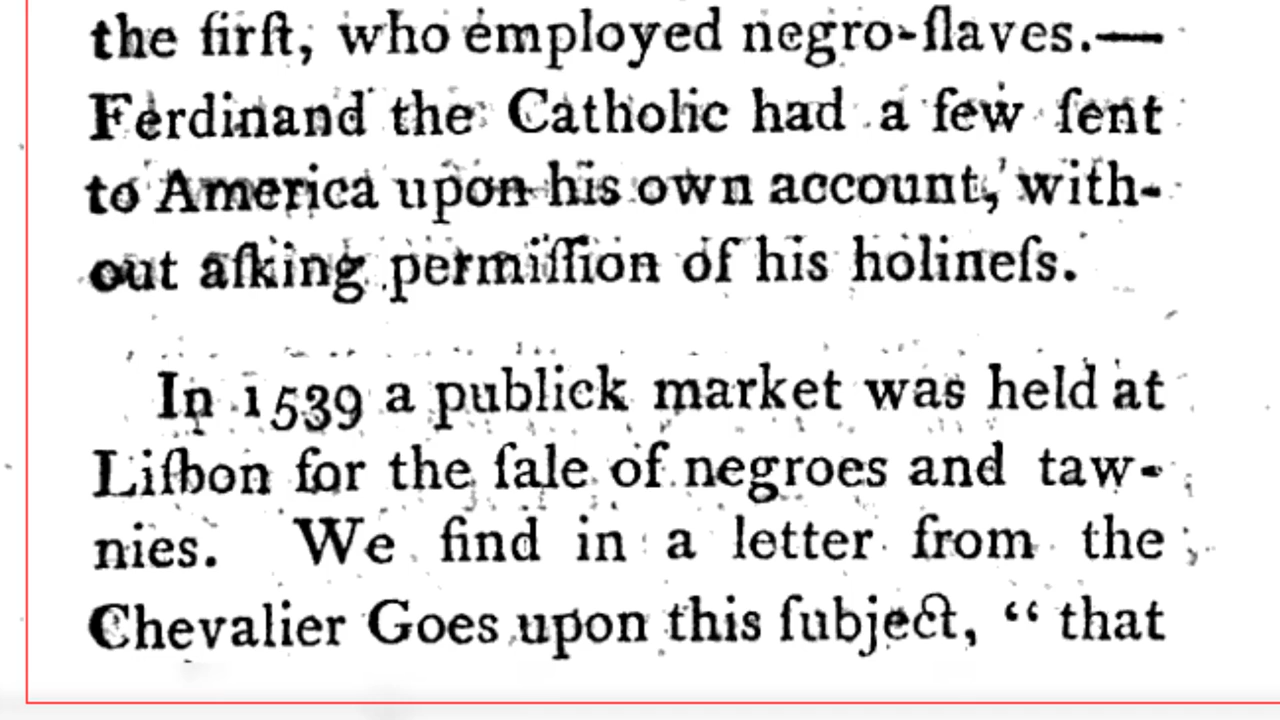 the firſt, who employed negro-ſlaves.—
Ferdinand the Catholic had a few ſent
to America upon his own account, with-
out aſking permiſſion of his holineſs.
In 1539 a publick market was held at
Liſbon for the ſale of negroes and taw-
nies. We find in a letter from the
Chevalier Goes upon this ſubject, “ that